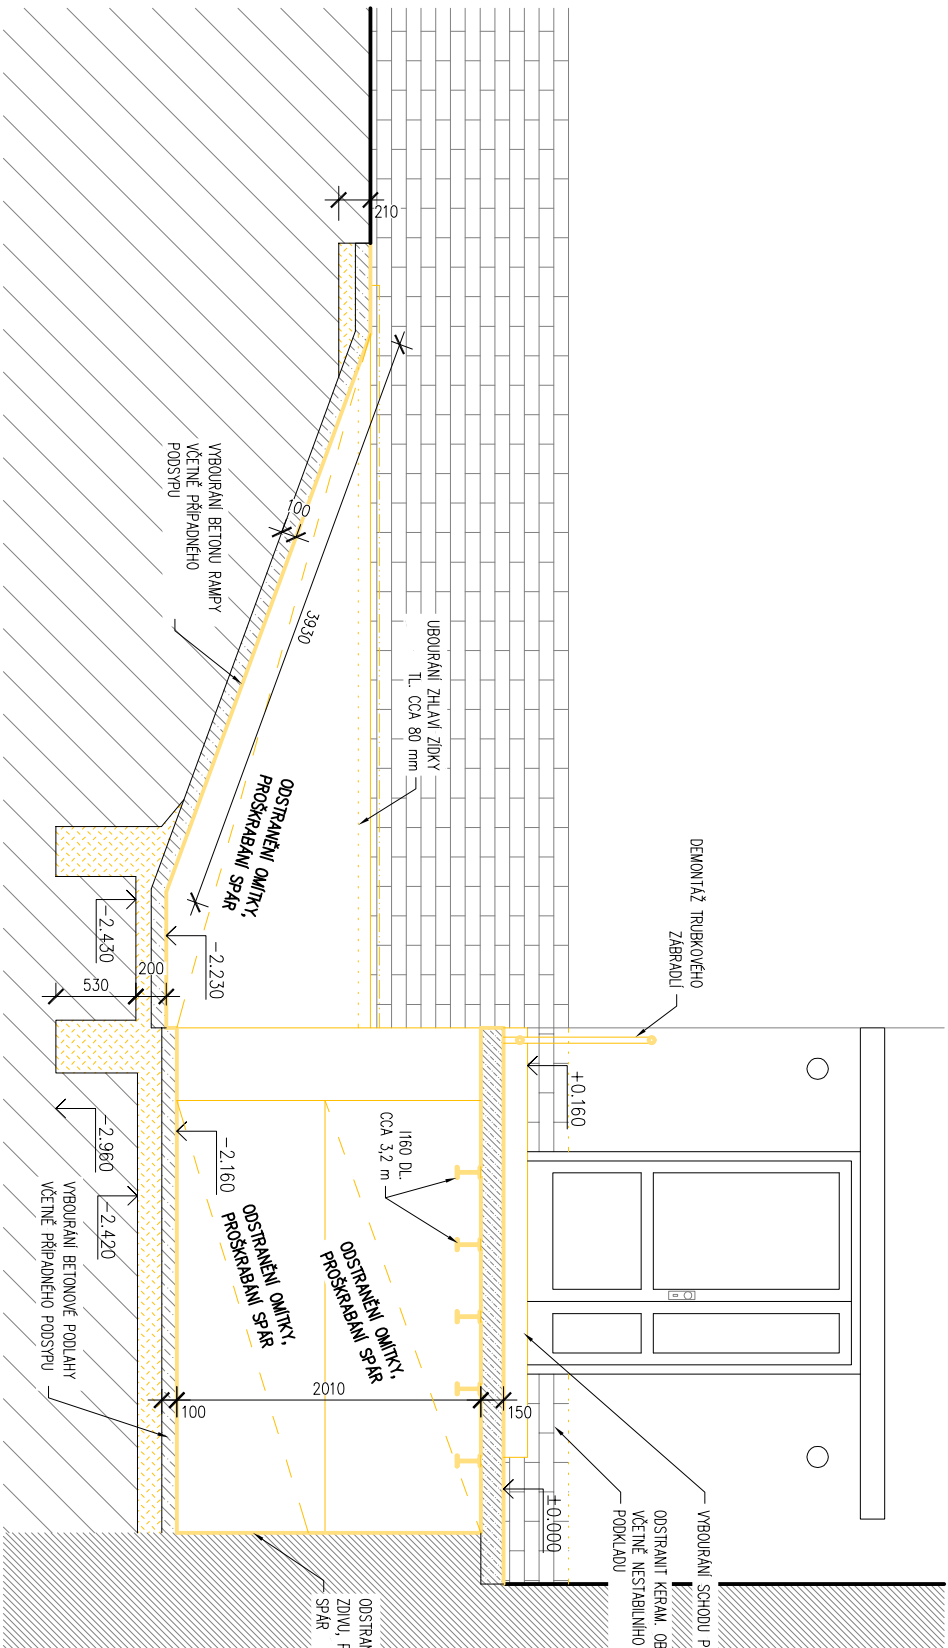 210
VYBOURÁNÍ BETONU RAMPY
VČETNĚ PŘÍPADNÉHO
PODSYPU
100
3930
UBOURÁNÍ ZHLAVÍ ZÍDKY
TL. CCA 80 mm
ODSTRANĚNÍ OMÍTKY,
PROŠKRABÁNÍ SPÁR
DEMONTÁŽ TRUBKOVÉHO
ZÁBRADLÍ
-2.430
-2.230
200
530
+0.160
-2.960
-2.420
-2.160
I160 DL.
CCA 3,2 m
VYBOURÁNÍ BETONOVÉ PODLAHY
VČETNĚ PŘÍPADNÉHO PODSYPU
ODSTRANĚNÍ OMÍTKY,
PROŠKRABÁNÍ SPÁR
ODSTRANĚNÍ OMÍTKY,
PROŠKRABÁNÍ SPÁR
2010
100
150
±0.000
VYBOURÁNÍ SCHODU P
ODSTRANIT KERAM. OB
VČETNĚ NESTABILNÍHO
PODKLADU
ODSTRAN
ZDIVU, P
SPÁR